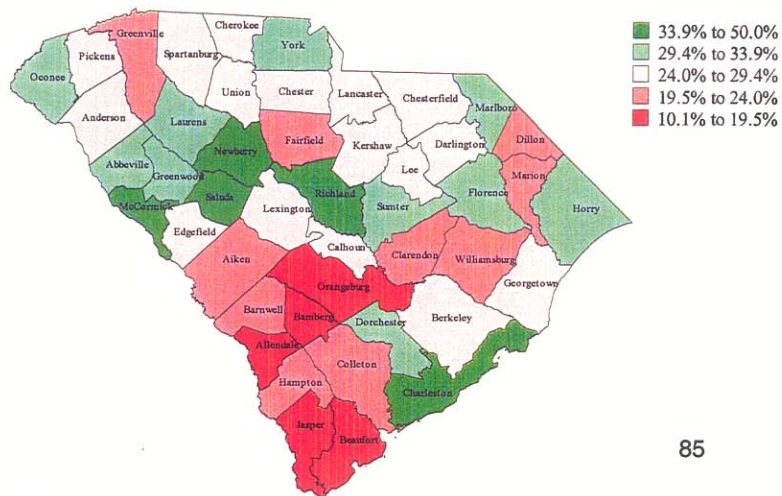 Cherokee
Greenville
York
Pickens
Spartanburg
Oconee
Union
Chester
Lancaster
Chesterfield
Marlboro
Anderson
Laurens
Fairfield
Kershaw
Darlington
Dillon
Abbeville
Newberry
Lee
Marion
Greenwood
Saluda
Richland
Florence
McCormick
Lexington
Sumter
Horry
Edgefield
Calhoun
Clarendon
Williamsburg
Aiken
Orangeburg
Georgetown
Barnwell
Bamberg
Dorchester
Berkeley
Allendale
Colleton
Hampton
Charleston
Jasper
Beaufort
33.9% to 50.0%
29.4% to 33.9%
24.0% to 29.4%
19.5% to 24.0%
10.1% to 19.5%
85